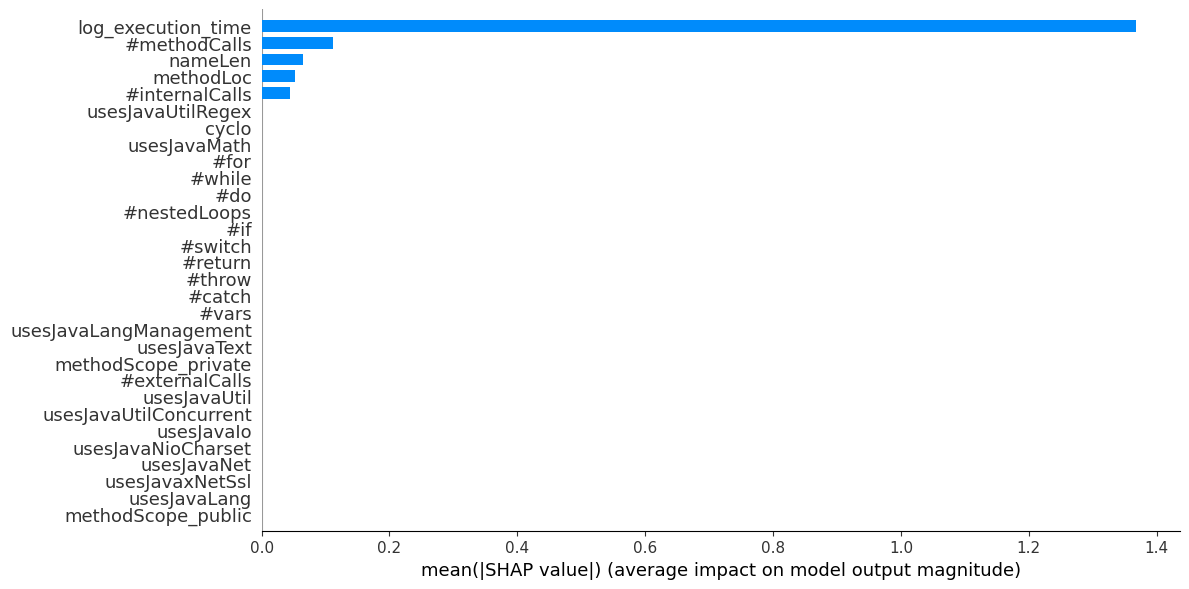 log_execution_time
#methodCalls
nameLen
methodLoc
#internalCalls
usesJavaUtilRegex
cyclo
usesJavaMath
#for
#while
#do
#nestedLoops
#if
#switch
#return
#throw
#catch
#vars
usesJavaLangManagement
usesJavaText
methodScope_private
#externalCalls
usesJavaUtil
usesJavaUtilConcurrent
usesJavaIo
usesJavaNioCharset
usesJavaNet
usesJavaxNetSsl
usesJavaLang
methodScope_public
0.0 0.2 0.4 0.6 0.8 1.0 1.2 1.4
mean(|SHAP value|) (average impact on model output magnitude)